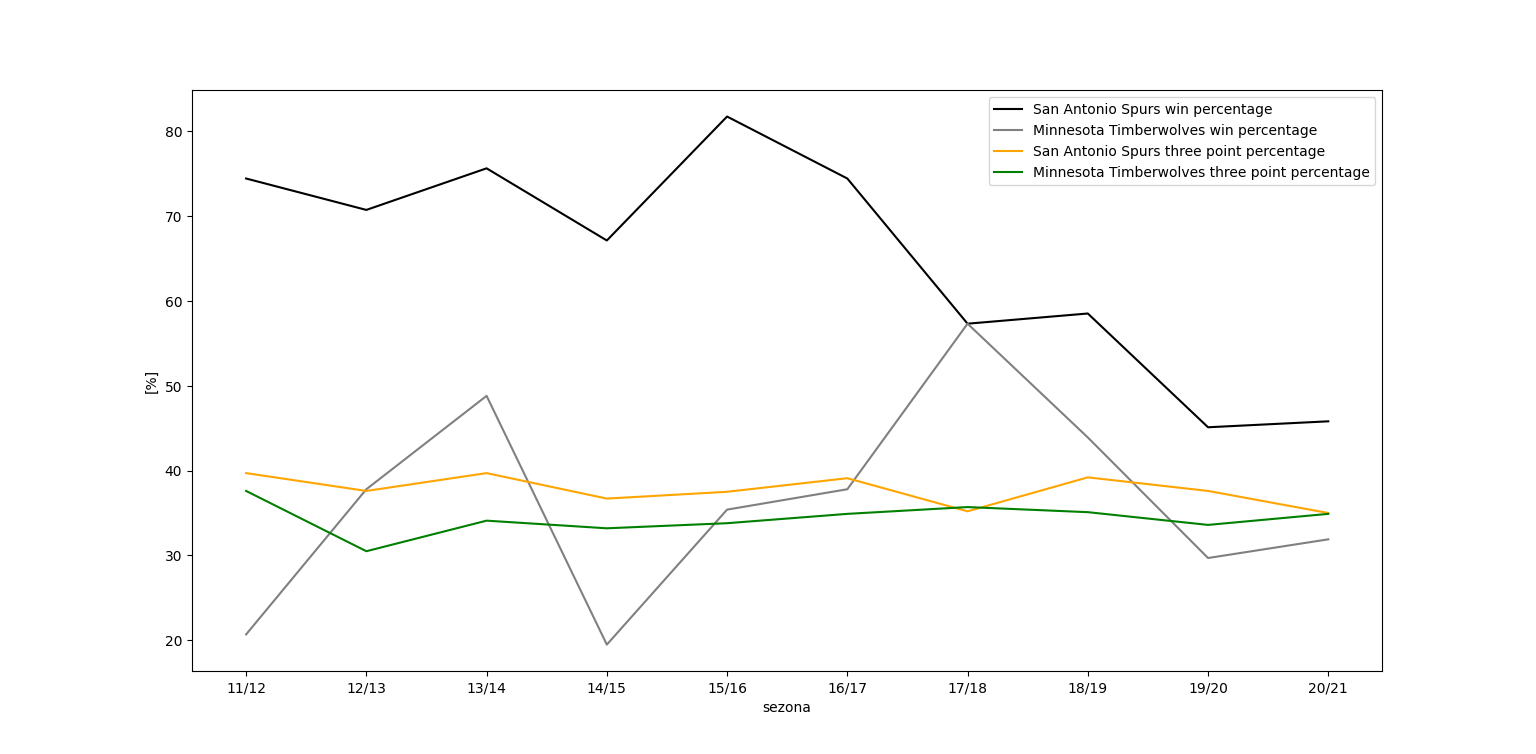 San Antonio Spurs win percentage
Minnesota Timberwolves win percentage
San Antonio Spurs three point percentage
Minnesota Timberwolves three point percentage
[%]
80
70
60
50
40
30
20
11/12 12/13 13/14 14/15 15/16 16/17 17/18 18/19 19/20 20/21
sezona